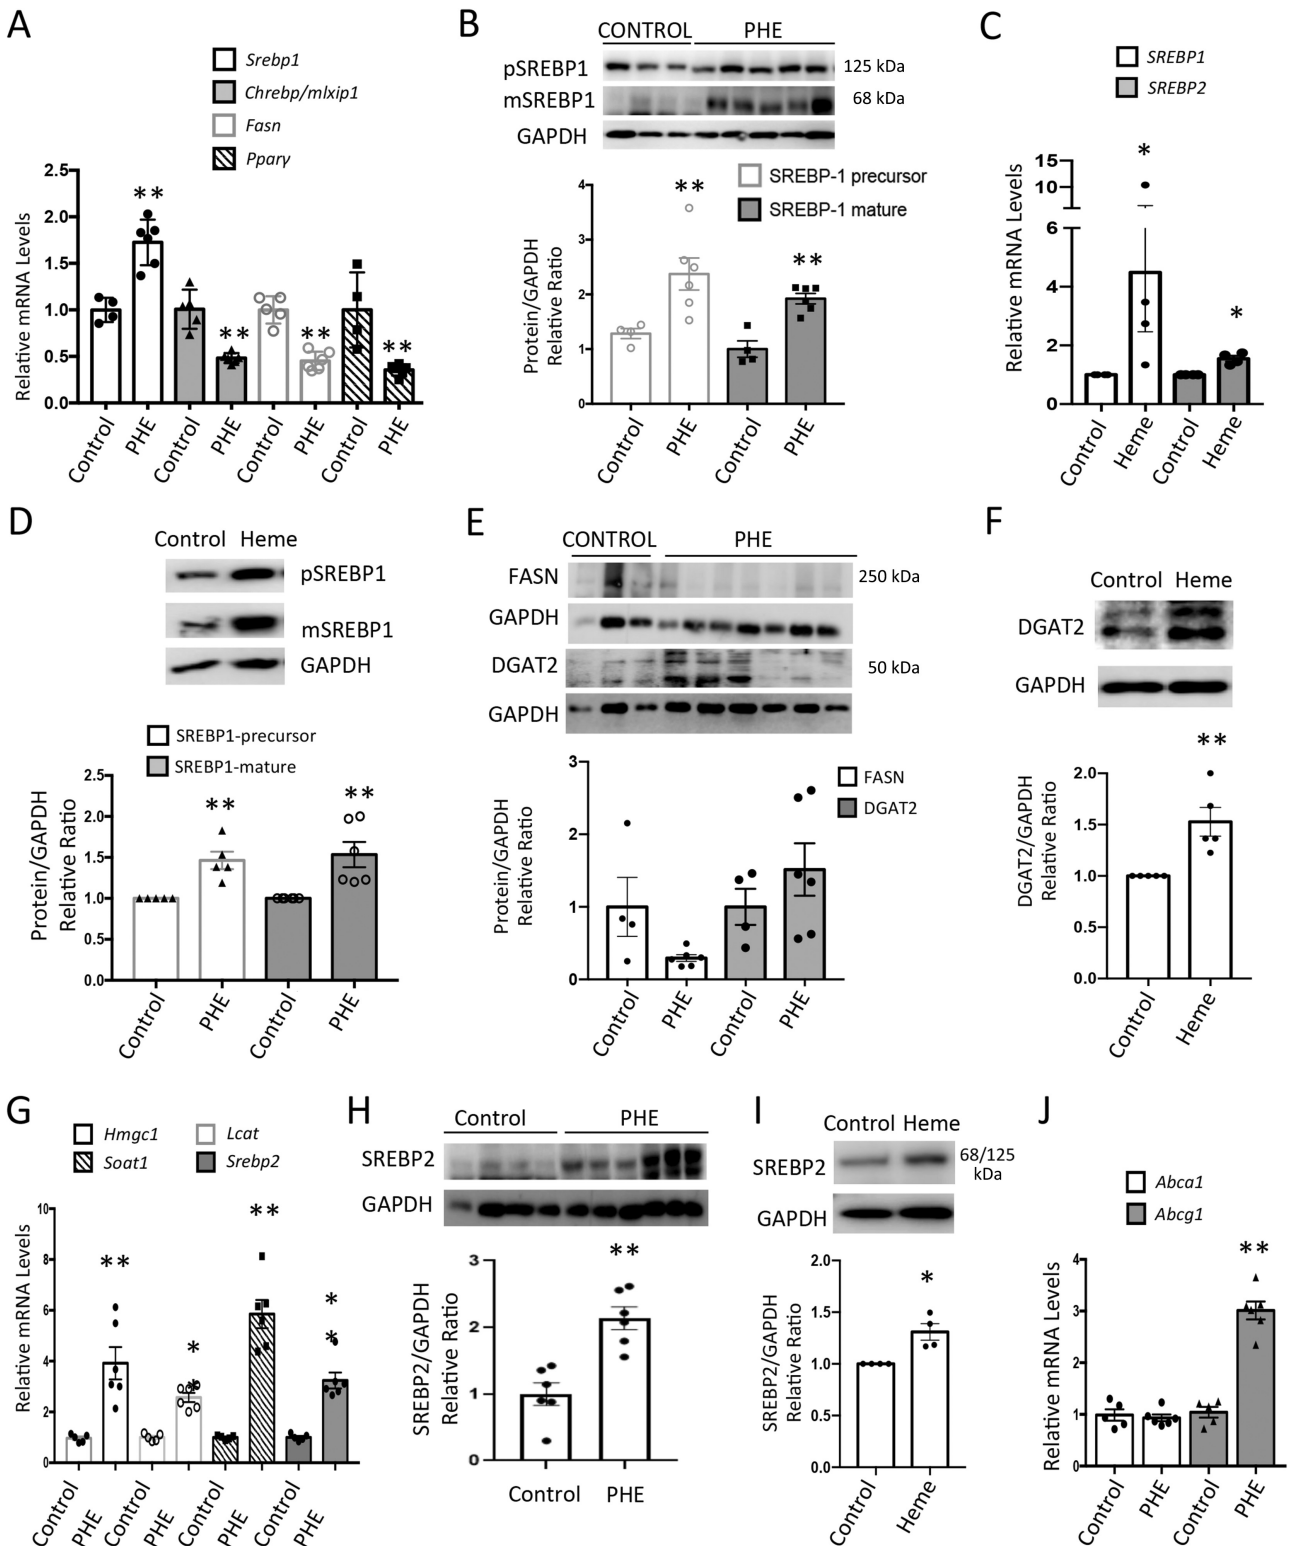 A
Srebp1
Chrebp/mlxip1
Fasn
Pparγ
Relative mRNA Levels
2.5
2.0
1.5
1.0
0.5
0.0
** ** ** **
Control PHE Control PHE Control PHE Control PHE
B
CONTROL PHE
pSREBP1 125 kDa
mSREBP1 68 kDa
GAPDH
SREBP-1 precursor
SREBP-1 mature
Protein/GAPDH
Relative Ratio
4
3
2
1
0
** **
Control PHE Control PHE
C
SREBP1
SREBP2
Relative mRNA Levels
15
10
6
4
2
0
* *
Control Heme Control Heme
D
Control Heme
pSREBP1
mSREBP1
GAPDH
SREBP1-precursor
SREBP1-mature
Protein/GAPDH
Relative Ratio
2.5
2.0
1.5
1.0
0.5
0.0
** **
Control PHE Control PHE
E
CONTROL PHE
FASN 250 kDa
GAPDH
DGAT2 50 kDa
GAPDH
FASN
DGAT2
Protein/GAPDH
Relative Ratio
3
2
1
0
Control PHE Control PHE
F
Control Heme
DGAT2
GAPDH
**
DGAT2/GAPDH
Relative Ratio
2.0
1.5
1.0
0.5
0.0
Control Heme
G
Hmgc1 Lcat
Soat1 Srebp2
Relative mRNA Levels
10
8
6
4
2
0
** * * ** * *
Control PHE Control PHE Control PHE Control PHE
H
Control PHE
SREBP2
GAPDH
**
SREBP2/GAPDH
Relative Ratio
3
2
1
0
Control PHE
I
Control Heme
SREBP2 68/125
kDa
GAPDH
*
SREBP2/GAPDH
Relative Ratio
2.0
1.5
1.0
0.5
0.0
Control Heme
J
Abca1
Abcg1
Relative mRNA Levels
4
3
2
1
0
**
Control PHE Control PHE